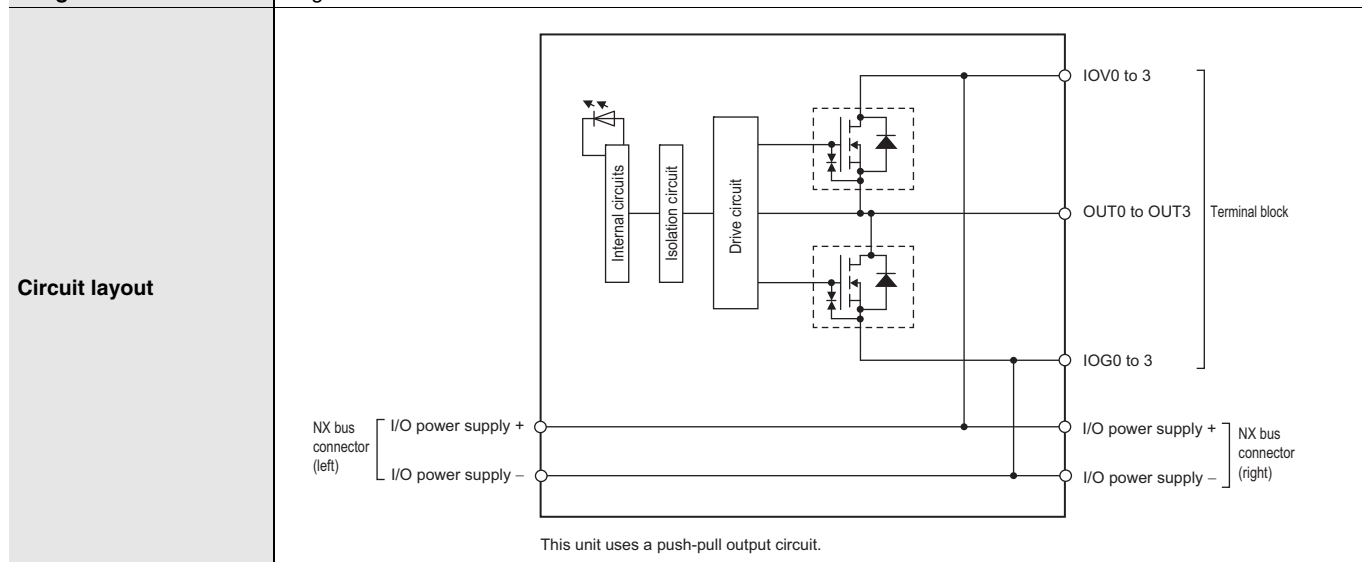 Circuit layout
IOV0 to 3
Internal circuits
Isolation circuit
Drive circuit
OUT0 to OUT3
Terminal block
IOG0 to 3
NX bus
connector
(left)
I/O power supply +
I/O power supply –
I/O power supply +
I/O power supply –
NX bus
connector
(right)
This unit uses a push-pull output circuit.